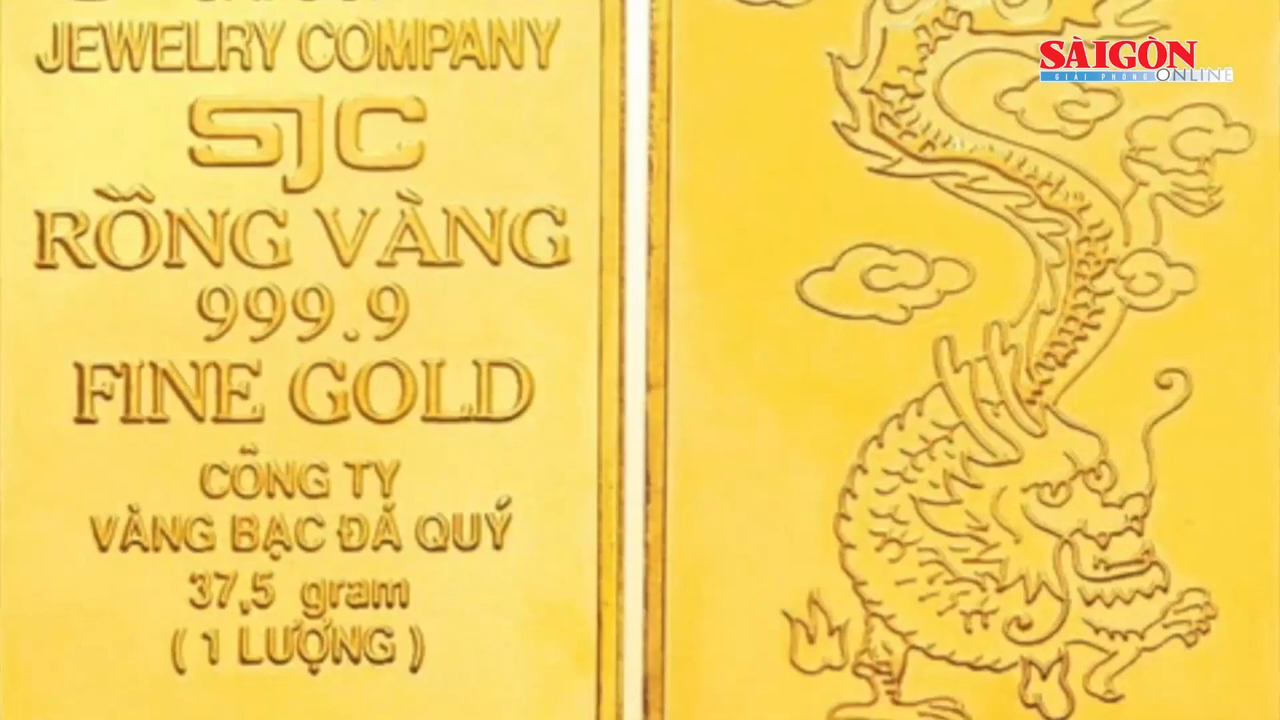 JEWELRY COMPANY
SJC
RỒNG VÀNG
999.9
FINE GOLD
CÔNG TY
VÀNG BẠC ĐÁ QUÝ
37,5 gram
( 1 LƯỢNG )
SÀIGÒN
GIẢI PHÓNG ONLINE